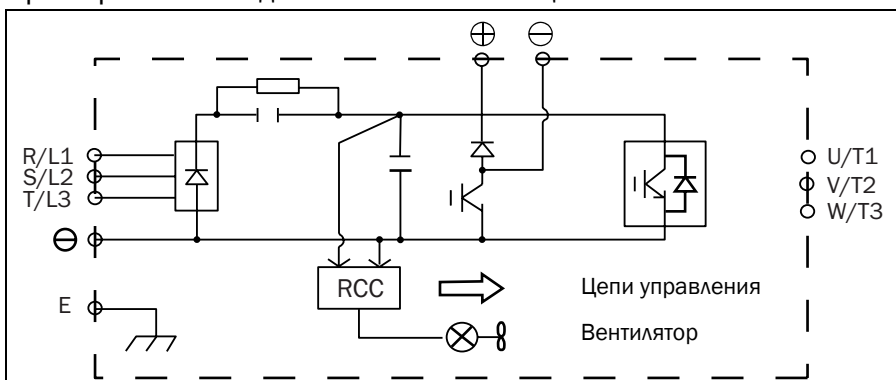 R/L1
S/L2
T/L3
E
RCC
Цепи управления
Вентилятор
U/T1
V/T2
W/T3